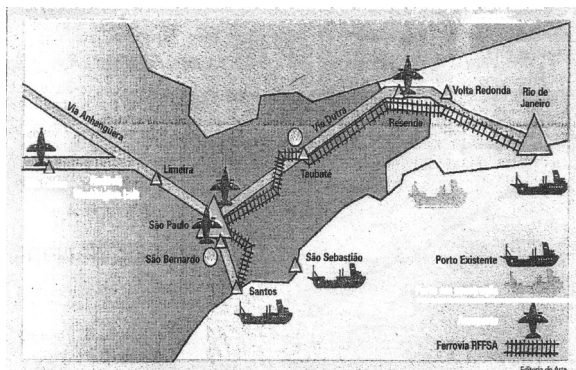 Via Anhanguera
Limeira
São Paulo
São Bernardo
Santos
São Sebastião
Taubaté
Via Dutra
Resende
Volta Redonda
Rio de
Janeiro
Porto Existente
Ferrovia RFFSA
Editoria de Arte